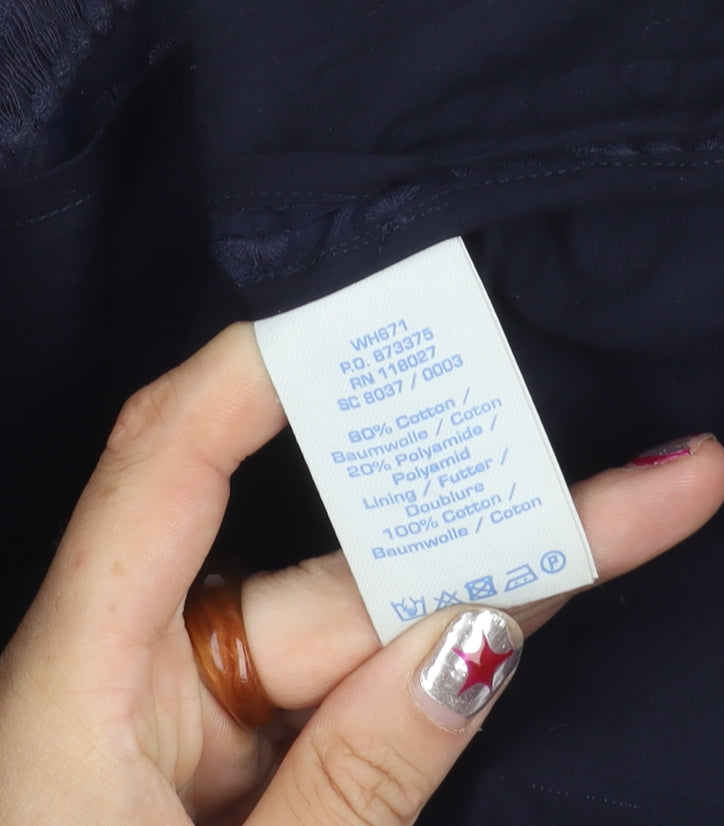 WH671
P.O. 873375
RN 118027
SC 8037 / 0003
80% Cotton /
Baumwolle / Coton
20% Polyamide /
Polyamid
Lining / Futter /
Doublure
100% Cotton /
Baumwolle / Coton
P